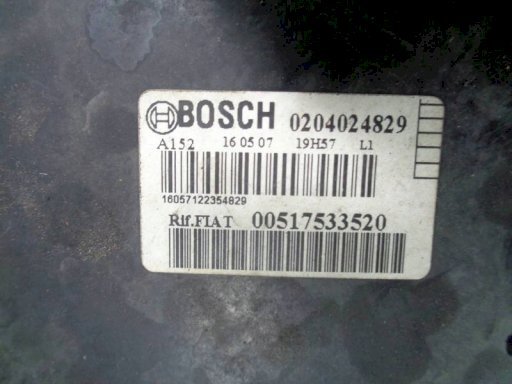 BOSCH 0204024829
A152 16 05 07 19H57 L1
16057122354829
Rif.FIAT 00517533520